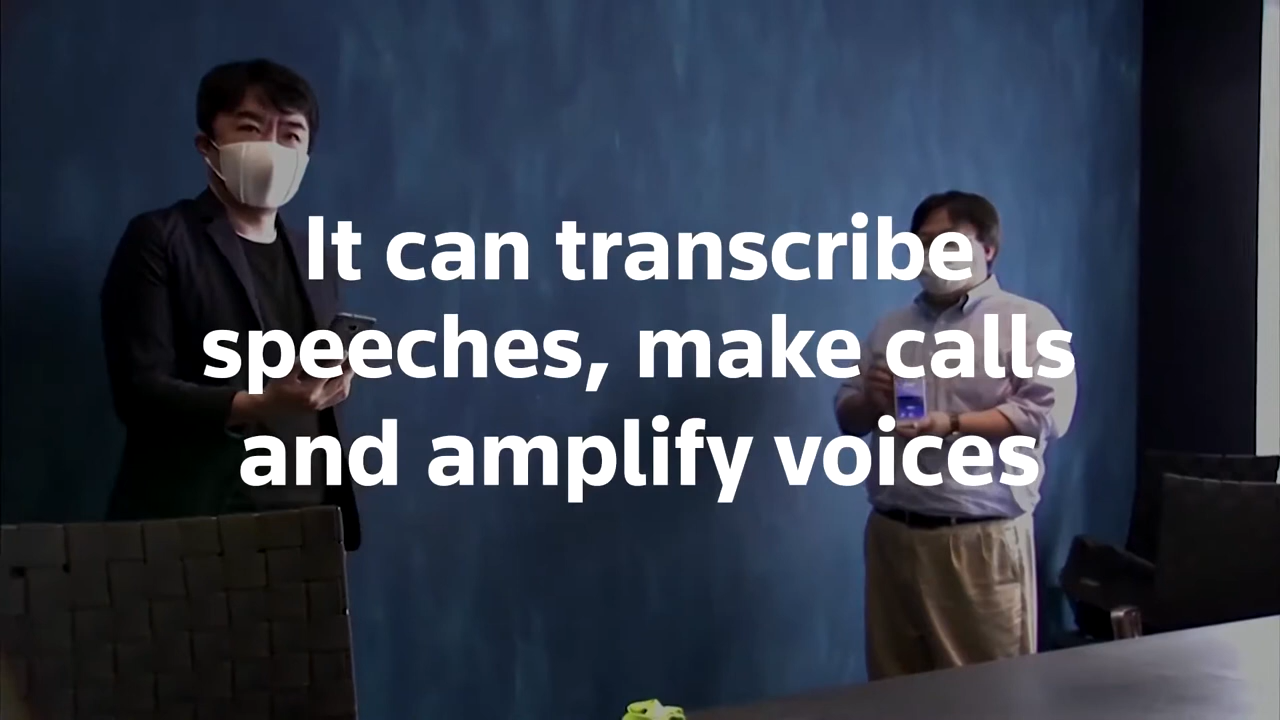 It can transcribe
speeches, make calls
and amplify voices